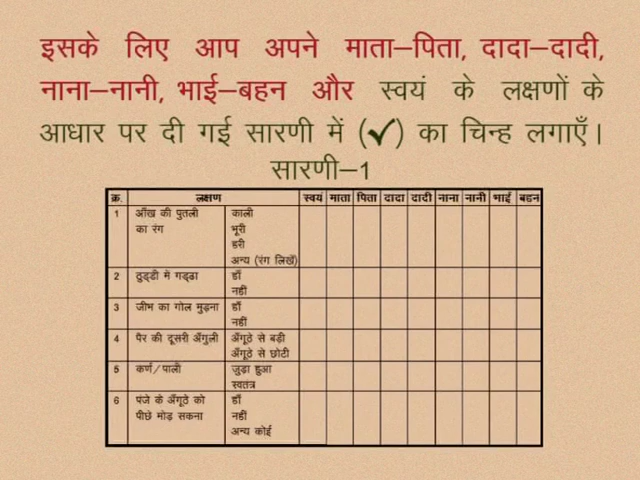 इसके लिए आप अपने माता–पिता, दादा–दादी,
नाना–नानी, भाई–बहन और स्वयं के लक्षणों के
आधार पर दी गई सारणी में (✓) का चिन्ह लगाएँ।
सारणी–1
क्र. लक्षण स्वयं माता पिता दादा दादी नाना नानी भाई बहन
1 आँख की पुतली काली
का रंग भूरी
हरी
अन्य (रंग लिखें)
2 ठुड्डी में गड्ढा हाँ
नहीं
3 जीभ का गोल मुड़ना हाँ
नहीं
4 पैर की दूसरी अँगुली अँगूठे से बड़ी
अँगूठे से छोटी
5 कर्ण/पाली जुड़ा हुआ
स्वतंत्र
6 पंजे के अँगूठे को हाँ
पीछे मोड़ सकना नहीं
अन्य कोई